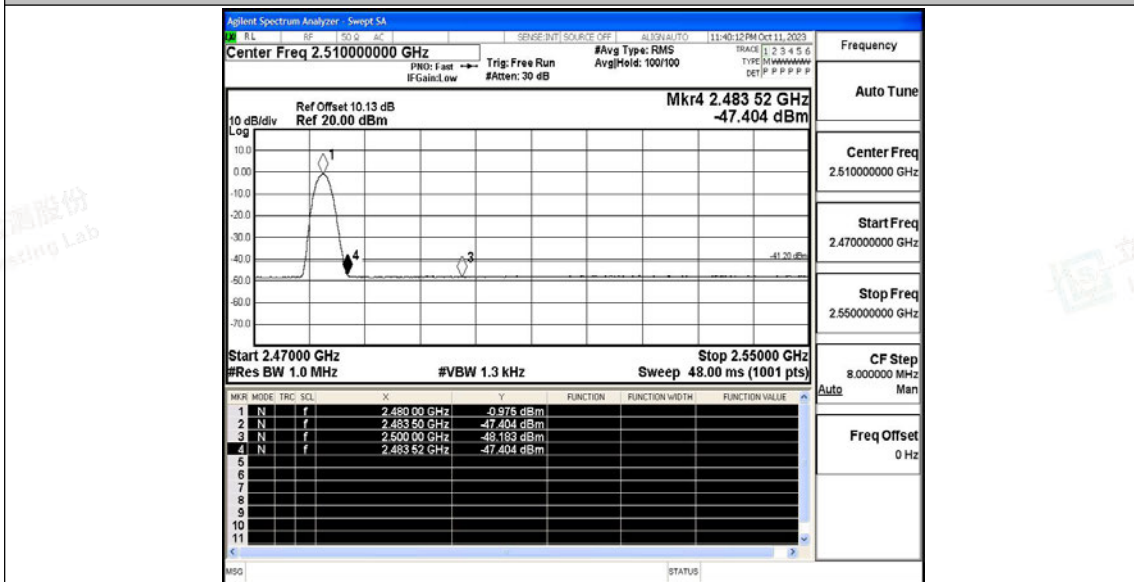 Agilent Spectrum Analyzer - Swept SA
RL RF 50 Ω AC SENSE:INT SOURCE OFF ALIGNAUTO 11:40:12 PM Oct 11, 2023
Center Freq 2.510000000 GHz #Avg Type: RMS TRACE 1 2 3 4 5 6
PNO: Fast Trig: Free Run Avg|Hold: 100/100 TYPE M
IFGain:Low #Atten: 30 dB DET P P P P P P
Mkr4 2.483 52 GHz
-47.404 dBm
Ref Offset 10.13 dB
10 dB/div Ref 20.00 dBm
Log
10.0
0.00
-10.0
-20.0
-30.0
-40.0
-50.0
-60.0
-70.0
1
4
3
-41.20 dBm
Start 2.47000 GHz Stop 2.55000 GHz
#Res BW 1.0 MHz #VBW 1.3 kHz Sweep 48.00 ms (1001 pts)
MKR MODE TRC SCL X Y FUNCTION FUNCTION WIDTH FUNCTION VALUE
1 N f 2.480 00 GHz -0.975 dBm
2 N f 2.483 50 GHz -47.404 dBm
3 N f 2.500 00 GHz -48.183 dBm
4 N f 2.483 52 GHz -47.404 dBm
5
6
7
8
9
10
11
MSG STATUS
Frequency
Auto Tune
Center Freq
2.510000000 GHz
Start Freq
2.470000000 GHz
Stop Freq
2.550000000 GHz
CF Step
8.000000 MHz
Auto Man
Freq Offset
0 Hz
测股份
Lab
立